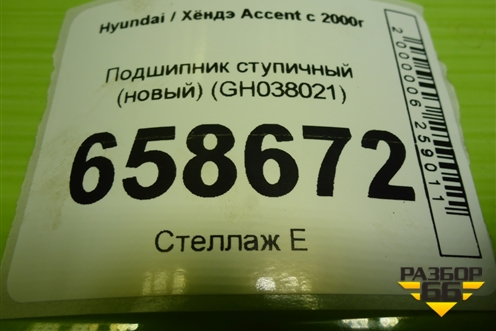 Hyundai / Хёндэ Accent с 2000г
Подшипник ступичный
(новый) (GH038021)
658672
Стеллаж Е
2000006259011
РАЗБОР
66